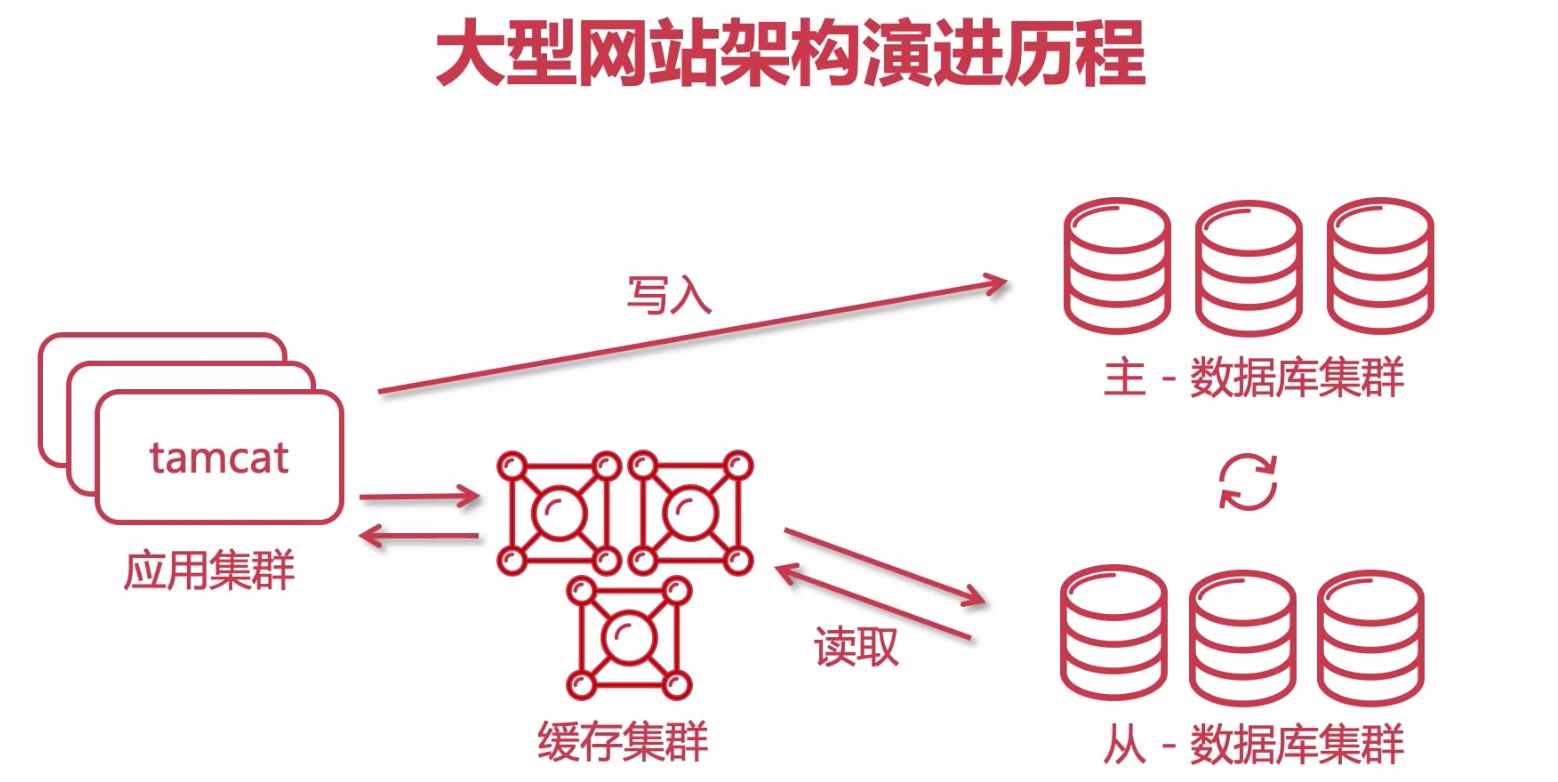 大型网站架构演进历程
写入
主 - 数据库集群
tamcat
应用集群
读取
缓存集群
从 - 数据库集群